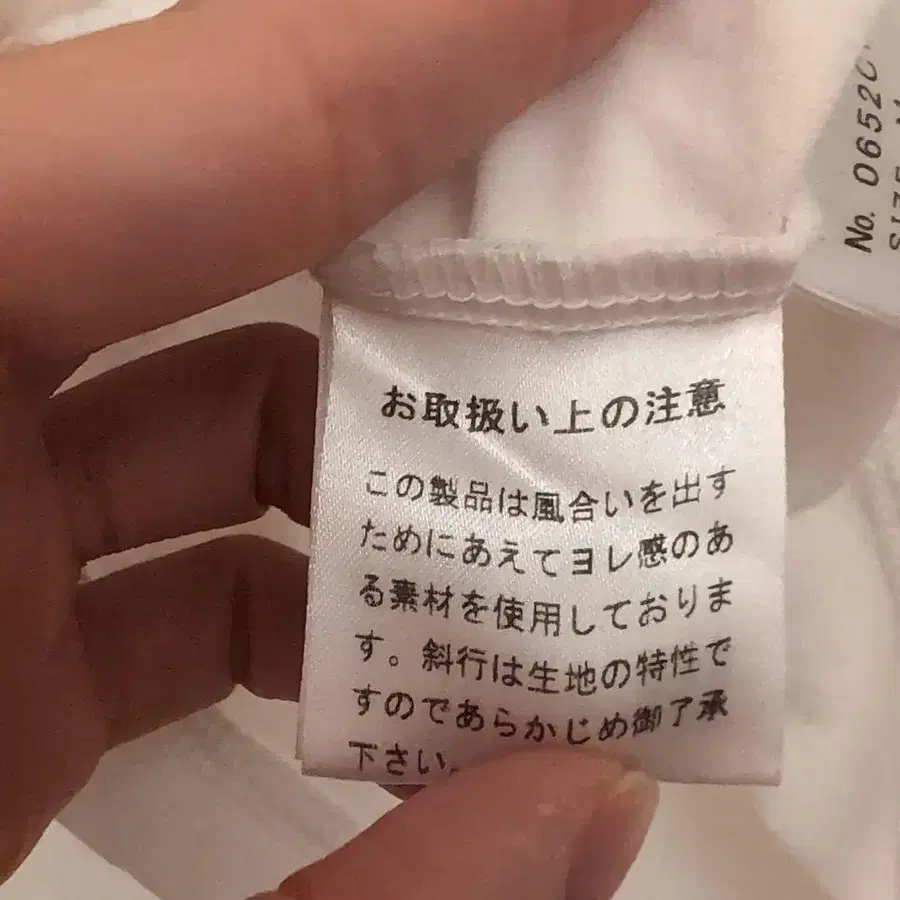 お取扱い上の注意
この製品は風合いを出す
ためにあえてヨレ感のあ
る素材を使用しておりま
す。斜行は生地の特性で
すのであらかじめ御了承
下さい。
No. 0652
SIZE